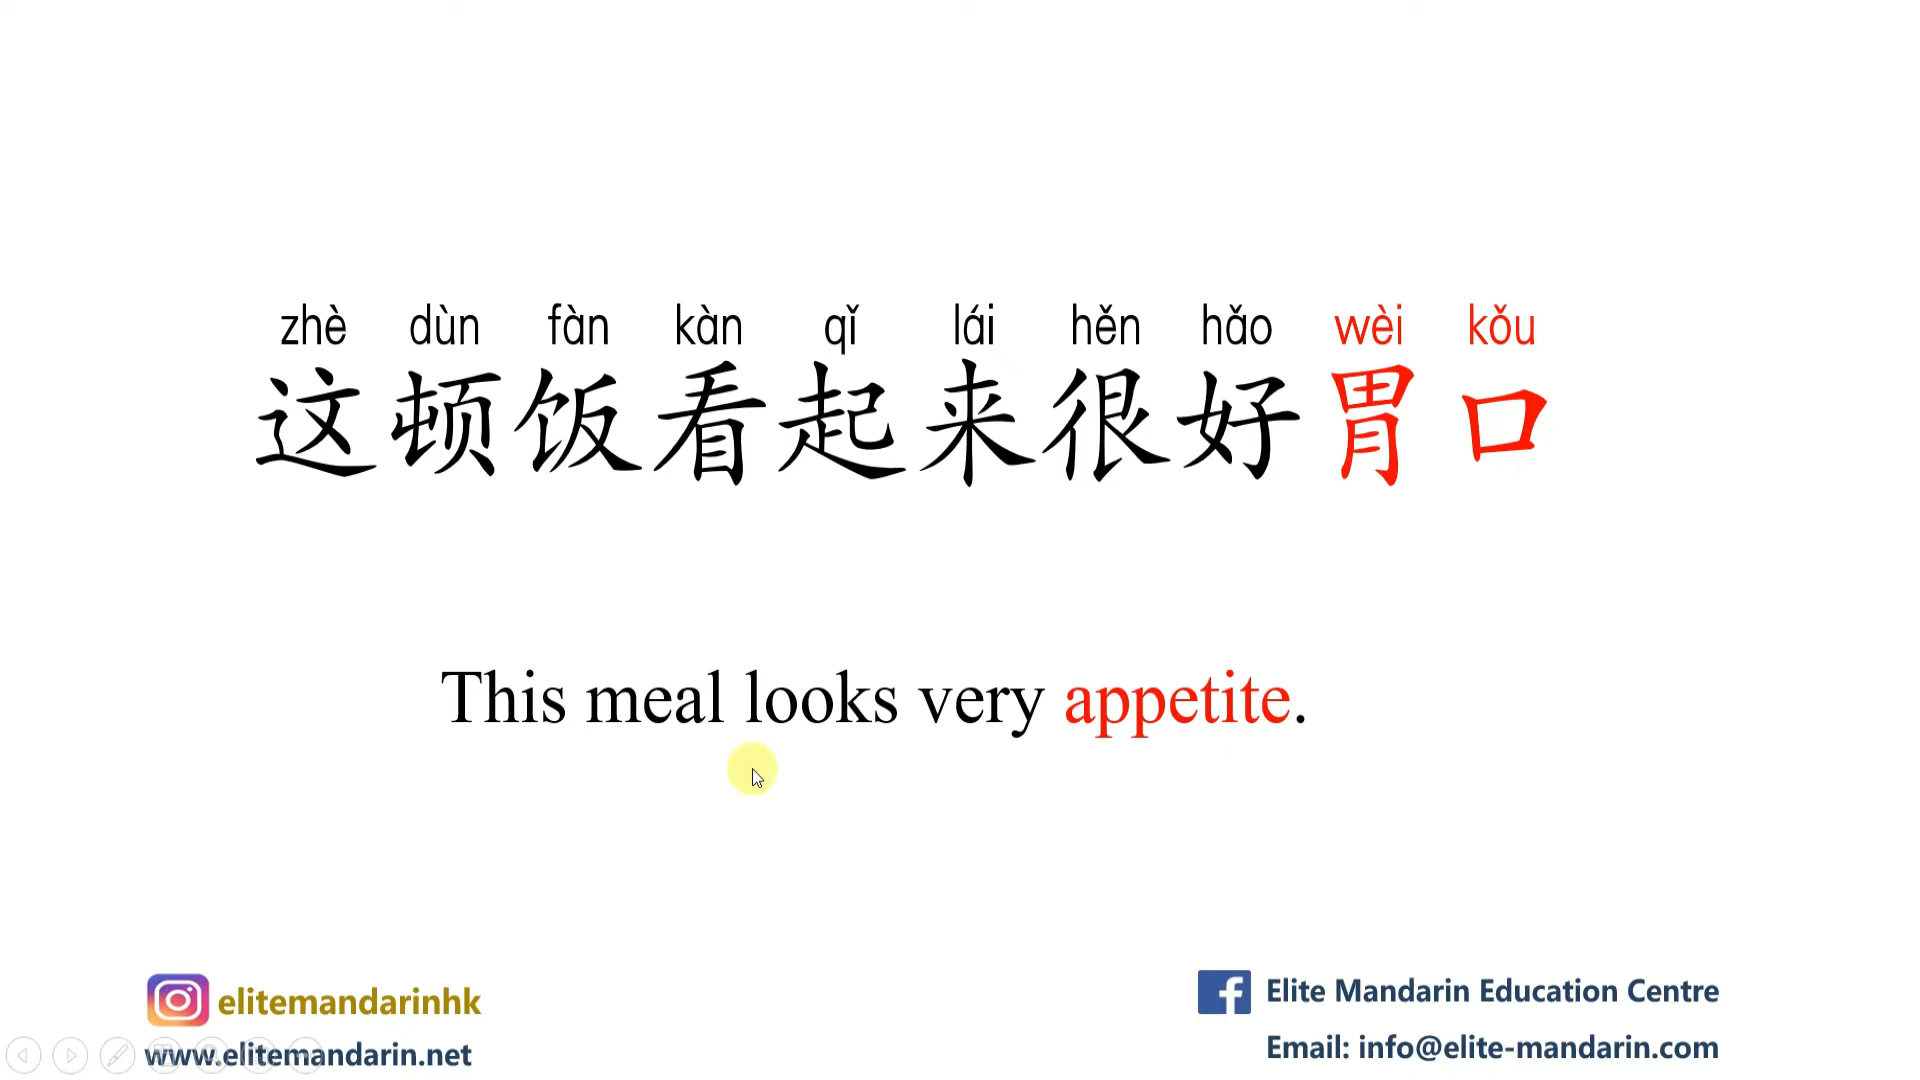 zhè dùn fàn kàn qǐ lái hěn hǎo wèi kǒu
这顿饭看起来很好胃口
This meal looks very appetite.
elitemandarinhk
www.elitemandarin.net
Elite Mandarin Education Centre
Email: info@elite-mandarin.com